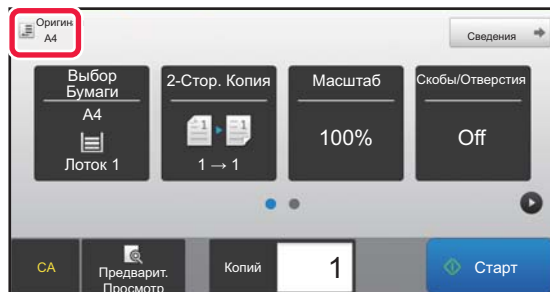 Оригин
A4
Сведения
Выбор
Бумаги
A4
Лоток 1
2-Стор. Копия
1 → 1
Масштаб
100%
Скобы/Отверстия
Off
CA
Предварит.
Просмотр
Копий
1
Старт